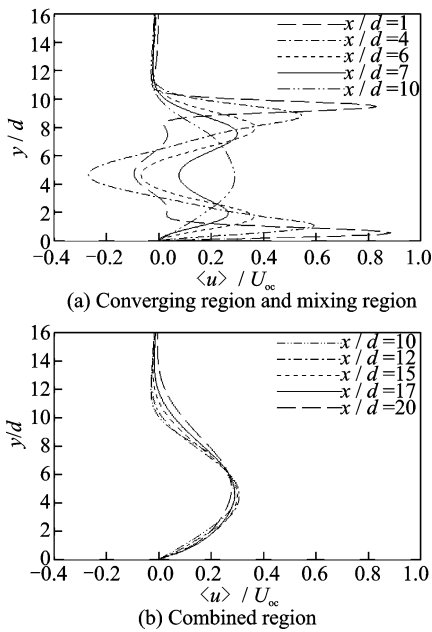 16
14
12
10
8
6
4
2
0
y / d
x / d =1
x / d =4
x / d =6
x / d =7
x / d =10
−0.4 −0.2 0.0 0.2 0.4 0.6 0.8 1.0
<u> / Uoc
(a) Converging region and mixing region
16
14
12
10
8
6
4
2
0
y/d
x / d =10
x / d =12
x / d =15
x / d =17
x / d =20
−0.4 −0.2 0.0 0.2 0.4 0.6 0.8 1.0
<u> / Uoc
(b) Combined region